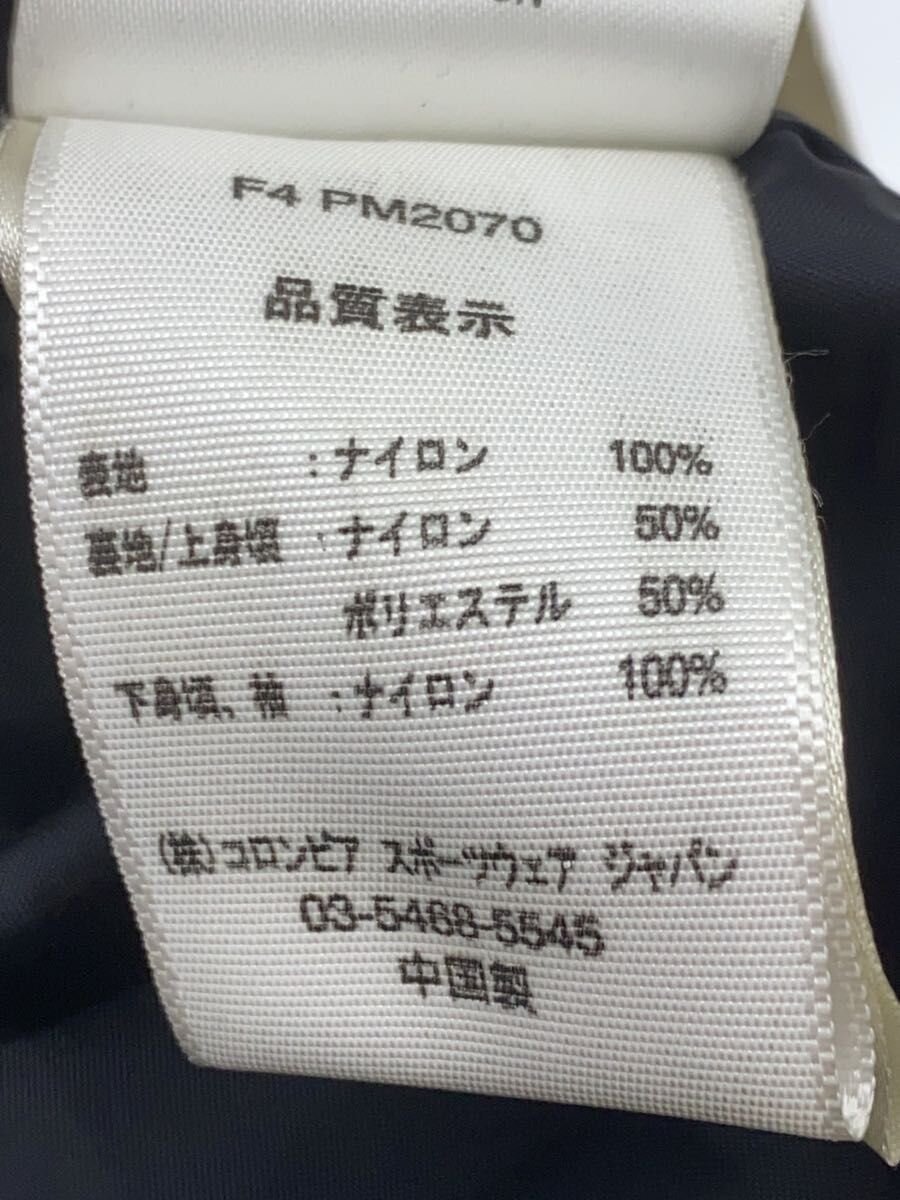 F4 PM2070
品質表示
表地 : ナイロン 100%
裏地/上身頃 : ナイロン 50%
ポリエステル 50%
下身頃、袖 : ナイロン 100%
(株)コロンビア スポーツウェア ジャパン
03-5468-5545
中国製